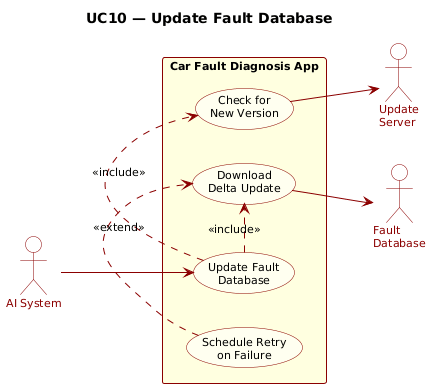 UC10 — Update Fault Database
Car Fault Diagnosis App
Check for
New Version
Update
Server
«include»
Download
Delta Update
«extend»
«include»
Fault
Database
AI System
Update Fault
Database
Schedule Retry
on Failure